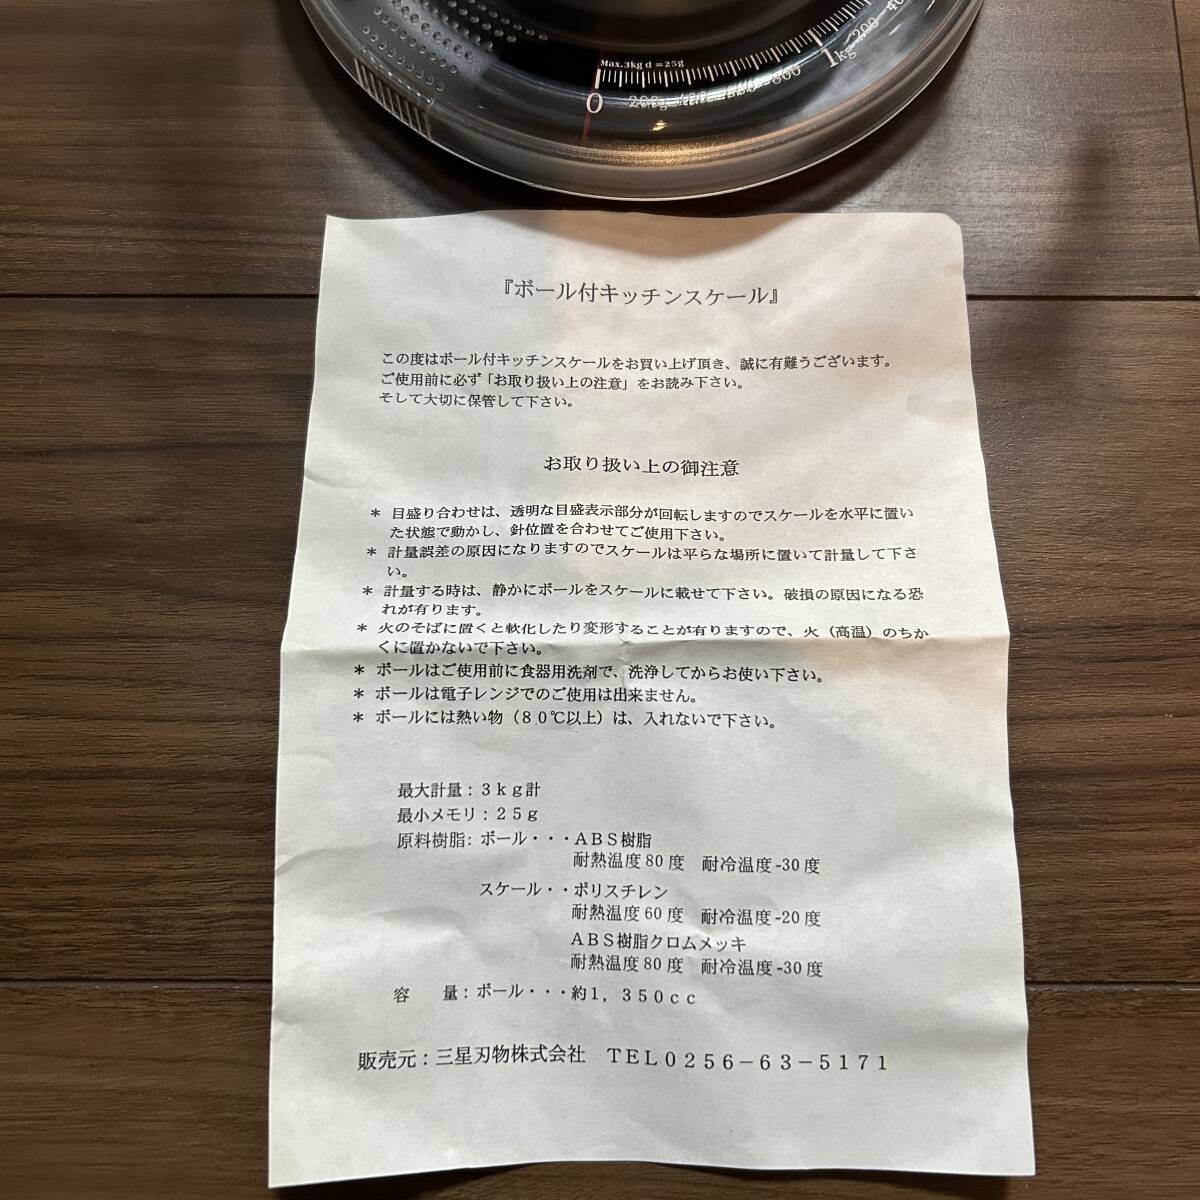 Max.3kg d=25g
0 200g 1kg 200
『ボール付キッチンスケール』
この度はボール付キッチンスケールをお買い上げ頂き、誠に有難うございます。
ご使用前に必ず「お取り扱い上の注意」をお読み下さい。
そして大切に保管して下さい。
お取り扱い上の御注意
＊ 目盛り合わせは、透明な目盛表示部分が回転しますのでスケールを水平に置い
た状態で動かし、針位置を合わせてご使用下さい。
＊ 計量誤差の原因になりますのでスケールは平らな場所に置いて計量して下さ
い。
＊ 計量する時は、静かにボールをスケールに載せて下さい。破損の原因になる恐
れが有ります。
＊ 火のそばに置くと軟化したり変形することが有りますので、火（高温）のちか
くに置かないで下さい。
＊ ボールはご使用前に食器用洗剤で、洗浄してからお使い下さい。
＊ ボールは電子レンジでのご使用は出来ません。
＊ ボールには熱い物（８０℃以上）は、入れないで下さい。
最大計量：３ｋｇ計
最小メモリ：２５ｇ
原料樹脂：ボール・・・ＡＢＳ樹脂
耐熱温度80度 耐冷温度-30度
スケール・・ポリスチレン
耐熱温度60度 耐冷温度-20度
ＡＢＳ樹脂クロムメッキ
耐熱温度80度 耐冷温度-30度
容 量：ボール・・・約１，３５０ｃｃ
販売元：三星刃物株式会社 ＴＥＬ０２５６－６３－５１７１